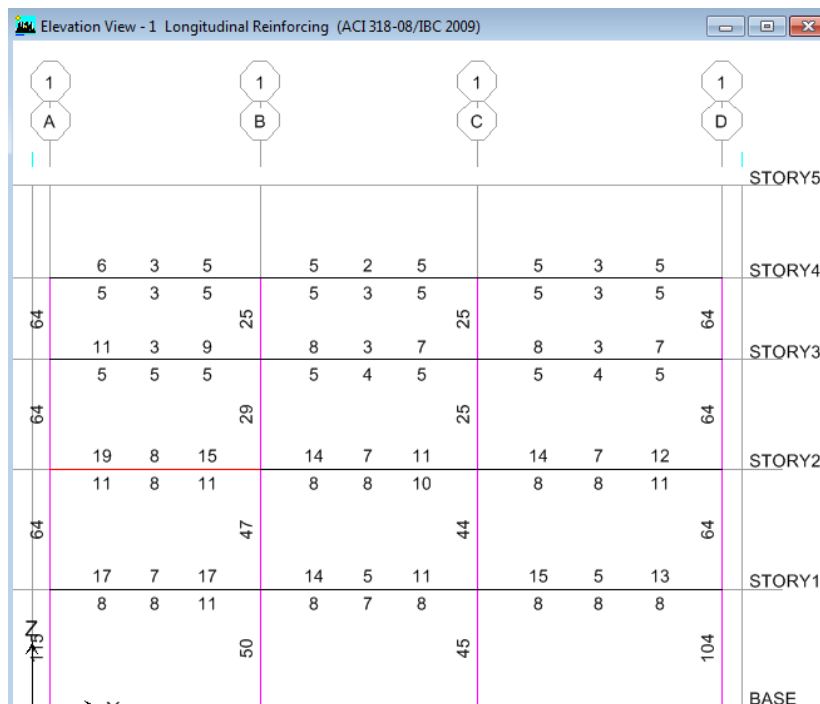 Elevation View - 1 Longitudinal Reinforcing (ACI 318-08/IBC 2009)
1 1 1 1
A B C D
STORY5
6 3 5 5 2 5 5 3 5 STORY4
5 3 5 5 3 5 5 3 5
64 25 25 64
11 3 9 8 3 7 8 3 7 STORY3
5 5 5 5 4 5 5 4 5
64 29 25 64
19 8 15 14 7 11 14 7 12 STORY2
11 8 11 8 8 10 8 8 11
64 47 44 64
17 7 17 14 5 11 15 5 13 STORY1
8 8 11 8 7 8 8 8 8
Z
115 50 45 104
BASE